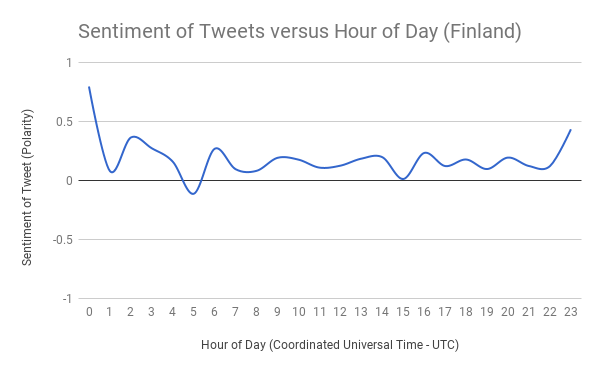 Sentiment of Tweets versus Hour of Day (Finland)
1
0.5
0
-0.5
-1
Sentiment of Tweet (Polarity)
0 1 2 3 4 5 6 7 8 9 10 11 12 13 14 15 16 17 18 19 20 21 22 23
Hour of Day (Coordinated Universal Time - UTC)